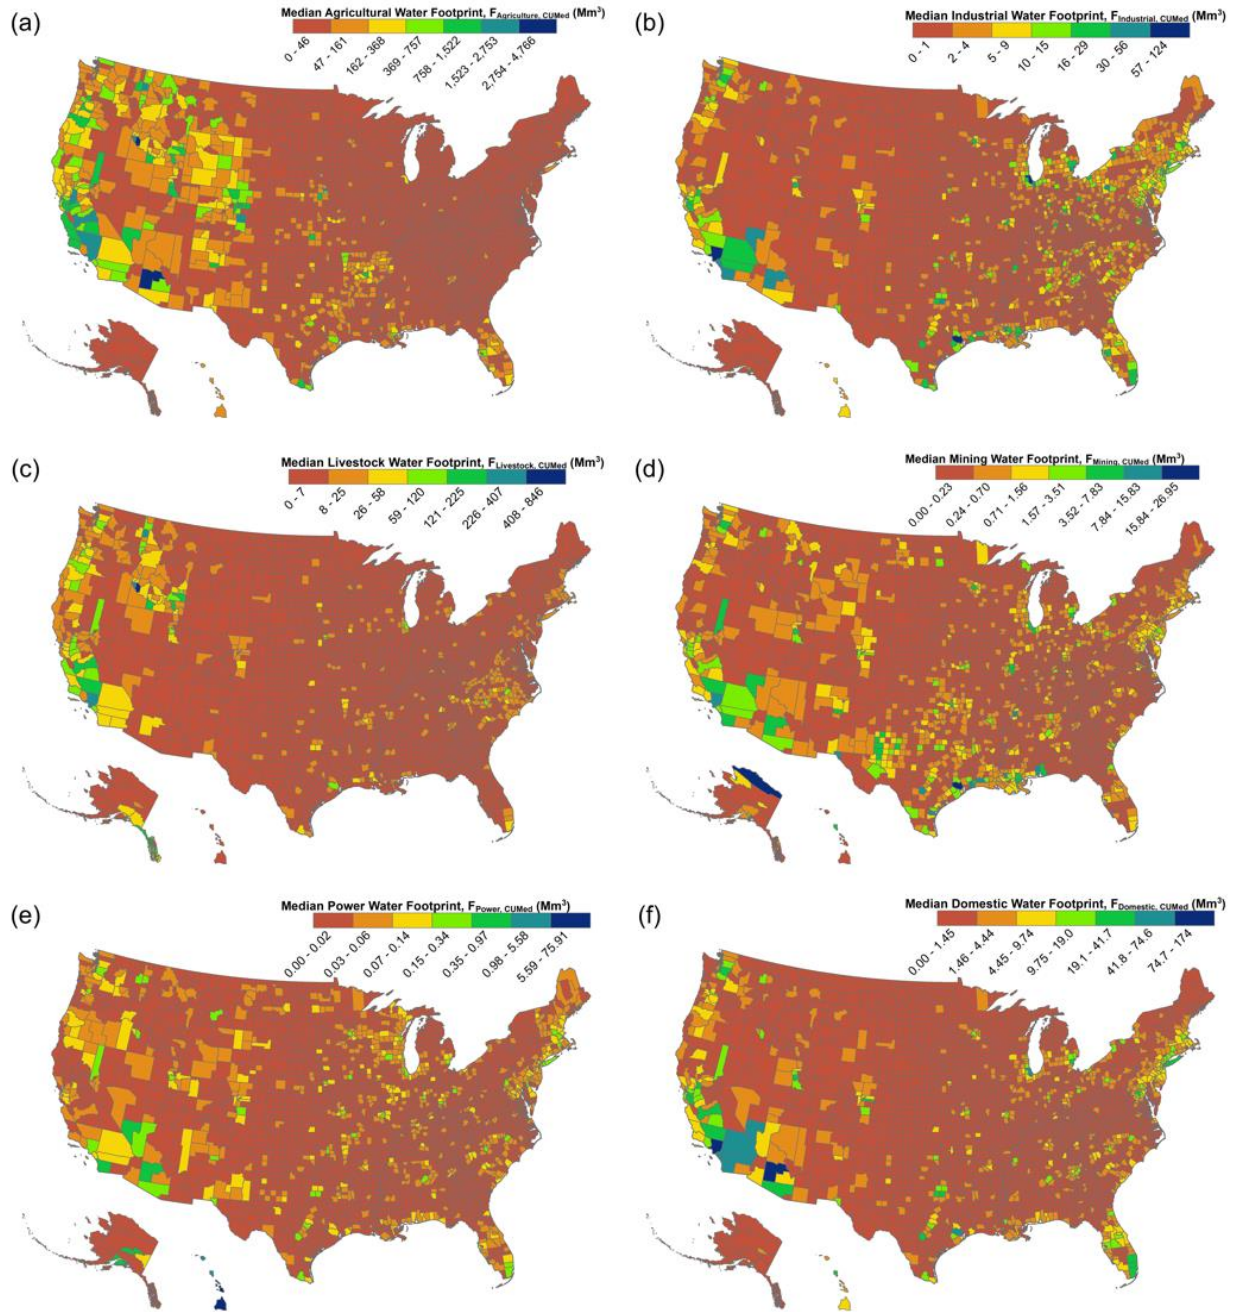 (a)
Median Agricultural Water Footprint, F Agriculture, CUMed (Mm³)
0 - 46
47 - 161
162 - 368
369 - 757
758 - 1,522
1,523 - 2,753
2,754 - 4,766
(b)
Median Industrial Water Footprint, F Industrial, CUMed (Mm³)
0 - 1
2 - 4
5 - 9
10 - 15
16 - 29
30 - 56
57 - 124
(c)
Median Livestock Water Footprint, F Livestock, CUMed (Mm³)
0 - 7
8 - 25
26 - 58
59 - 120
121 - 225
226 - 407
408 - 846
(d)
Median Mining Water Footprint, F Mining, CUMed (Mm³)
0.00 - 0.23
0.24 - 0.70
0.71 - 1.56
1.57 - 3.51
3.52 - 7.83
7.84 - 15.83
15.84 - 26.95
(e)
Median Power Water Footprint, F Power, CUMed (Mm³)
0.00 - 0.02
0.03 - 0.06
0.07 - 0.14
0.15 - 0.34
0.35 - 0.97
0.98 - 5.58
5.59 - 75.91
(f)
Median Domestic Water Footprint, F Domestic, CUMed (Mm³)
0.00 - 1.45
1.46 - 4.44
4.45 - 9.74
9.75 - 19.0
19.1 - 41.7
41.8 - 74.6
74.7 - 174